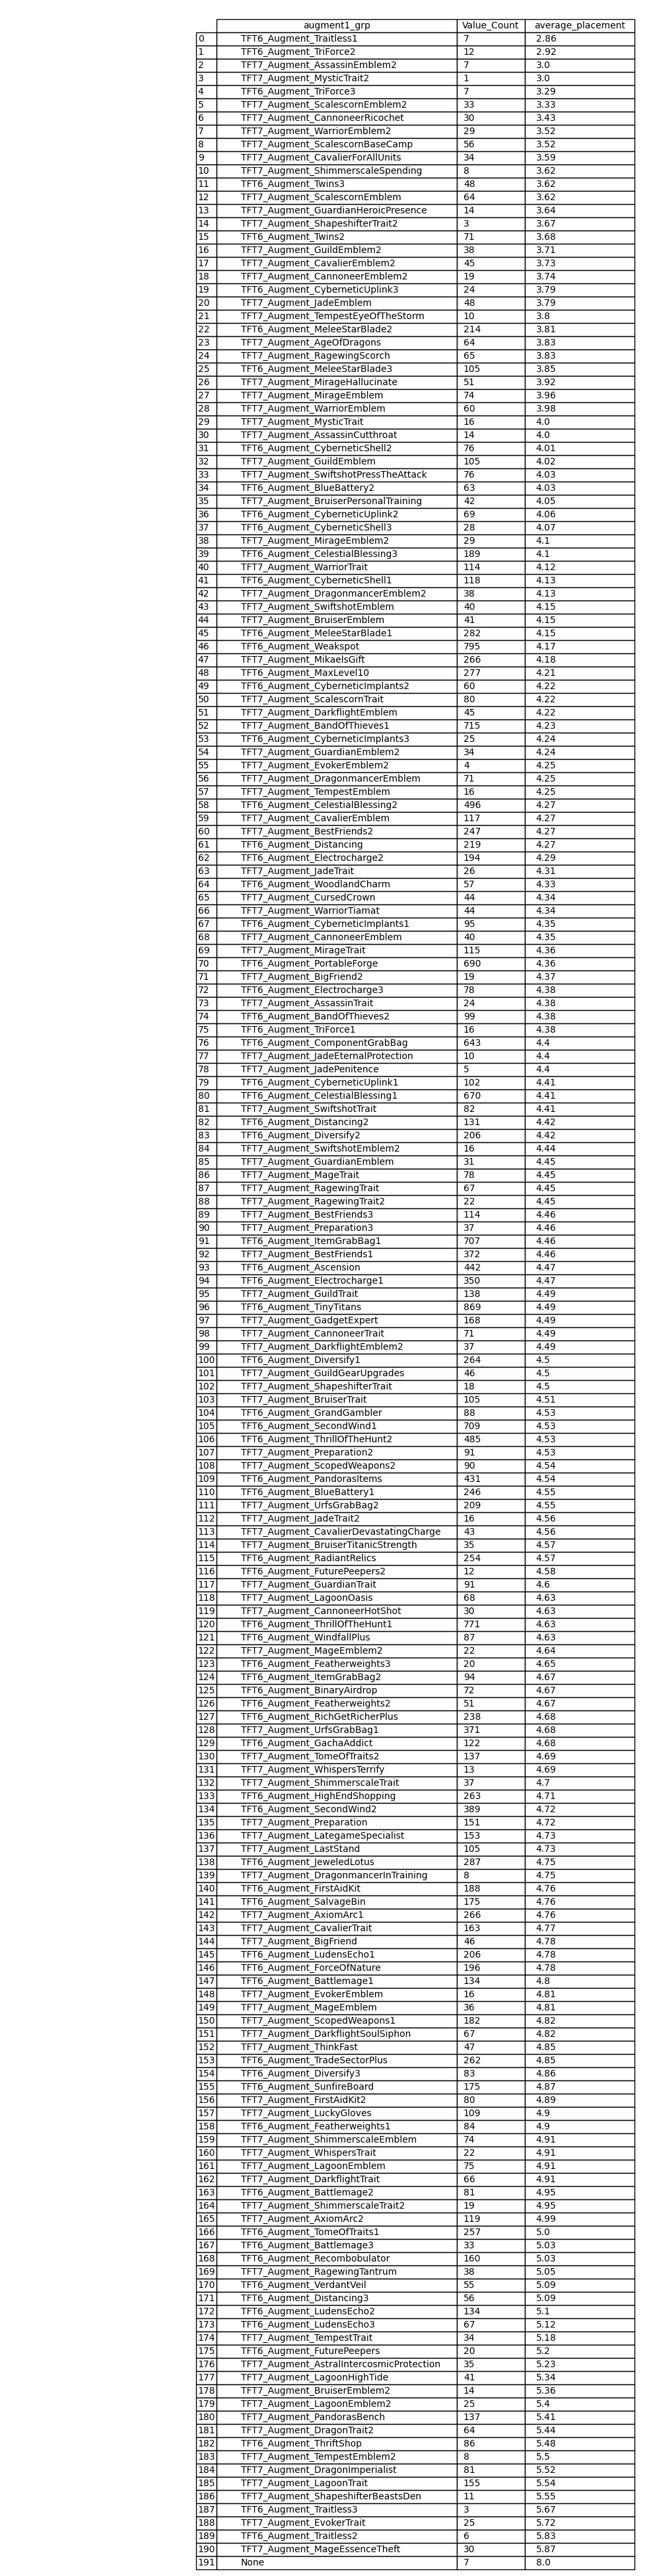 augment1_grp Value_Count average_placement
0 TFT6_Augment_Traitless1 7 2.86
1 TFT6_Augment_TriForce2 12 2.92
2 TFT7_Augment_AssassinEmblem2 7 3.0
3 TFT7_Augment_MysticTrait2 1 3.0
4 TFT6_Augment_TriForce3 7 3.29
5 TFT7_Augment_ScalescornEmblem2 33 3.33
6 TFT7_Augment_CannoneerRicochet 30 3.43
7 TFT7_Augment_WarriorEmblem2 29 3.52
8 TFT7_Augment_ScalescornBaseCamp 56 3.52
9 TFT7_Augment_CavalierForAllUnits 34 3.59
10 TFT7_Augment_ShimmerscaleSpending 8 3.62
11 TFT6_Augment_Twins3 48 3.62
12 TFT7_Augment_ScalescornEmblem 64 3.62
13 TFT7_Augment_GuardianHeroicPresence 14 3.64
14 TFT7_Augment_ShapeshifterTrait2 3 3.67
15 TFT6_Augment_Twins2 71 3.68
16 TFT7_Augment_GuildEmblem2 38 3.71
17 TFT7_Augment_CavalierEmblem2 45 3.73
18 TFT7_Augment_CannoneerEmblem2 19 3.74
19 TFT6_Augment_CyberneticUplink3 24 3.79
20 TFT7_Augment_JadeEmblem 48 3.79
21 TFT7_Augment_TempestEyeOfTheStorm 10 3.8
22 TFT6_Augment_MeleeStarBlade2 214 3.81
23 TFT7_Augment_AgeOfDragons 64 3.83
24 TFT7_Augment_RagewingScorch 65 3.83
25 TFT6_Augment_MeleeStarBlade3 105 3.85
26 TFT7_Augment_MirageHallucinate 51 3.92
27 TFT7_Augment_MirageEmblem 74 3.96
28 TFT7_Augment_WarriorEmblem 60 3.98
29 TFT7_Augment_MysticTrait 16 4.0
30 TFT7_Augment_AssassinCutthroat 14 4.0
31 TFT6_Augment_CyberneticShell2 76 4.01
32 TFT7_Augment_GuildEmblem 105 4.02
33 TFT7_Augment_SwiftshotPressTheAttack 76 4.03
34 TFT6_Augment_BlueBattery2 63 4.03
35 TFT7_Augment_BruiserPersonalTraining 42 4.05
36 TFT6_Augment_CyberneticUplink2 69 4.06
37 TFT6_Augment_CyberneticShell3 28 4.07
38 TFT7_Augment_MirageEmblem2 29 4.1
39 TFT6_Augment_CelestialBlessing3 189 4.1
40 TFT7_Augment_WarriorTrait 114 4.12
41 TFT6_Augment_CyberneticShell1 118 4.13
42 TFT7_Augment_DragonmancerEmblem2 38 4.13
43 TFT7_Augment_SwiftshotEmblem 40 4.15
44 TFT7_Augment_BruiserEmblem 41 4.15
45 TFT6_Augment_MeleeStarBlade1 282 4.15
46 TFT6_Augment_Weakspot 795 4.17
47 TFT7_Augment_MikaelsGift 266 4.18
48 TFT6_Augment_MaxLevel10 277 4.21
49 TFT6_Augment_CyberneticImplants2 60 4.22
50 TFT7_Augment_ScalescornTrait 80 4.22
51 TFT7_Augment_DarkflightEmblem 45 4.22
52 TFT7_Augment_BandOfThieves1 715 4.23
53 TFT6_Augment_CyberneticImplants3 25 4.24
54 TFT7_Augment_GuardianEmblem2 34 4.24
55 TFT7_Augment_EvokerEmblem2 4 4.25
56 TFT7_Augment_DragonmancerEmblem 71 4.25
57 TFT7_Augment_TempestEmblem 16 4.25
58 TFT6_Augment_CelestialBlessing2 496 4.27
59 TFT7_Augment_CavalierEmblem 117 4.27
60 TFT7_Augment_BestFriends2 247 4.27
61 TFT6_Augment_Distancing 219 4.27
62 TFT6_Augment_Electrocharge2 194 4.29
63 TFT7_Augment_JadeTrait 26 4.31
64 TFT6_Augment_WoodlandCharm 57 4.33
65 TFT7_Augment_CursedCrown 44 4.34
66 TFT7_Augment_WarriorTiamat 44 4.34
67 TFT6_Augment_CyberneticImplants1 95 4.35
68 TFT7_Augment_CannoneerEmblem 40 4.35
69 TFT7_Augment_MirageTrait 115 4.36
70 TFT6_Augment_PortableForge 690 4.36
71 TFT7_Augment_BigFriend2 19 4.37
72 TFT6_Augment_Electrocharge3 78 4.38
73 TFT7_Augment_AssassinTrait 24 4.38
74 TFT6_Augment_BandOfThieves2 99 4.38
75 TFT6_Augment_TriForce1 16 4.38
76 TFT6_Augment_ComponentGrabBag 643 4.4
77 TFT7_Augment_JadeEternalProtection 10 4.4
78 TFT7_Augment_JadePenitence 5 4.4
79 TFT6_Augment_CyberneticUplink1 102 4.41
80 TFT6_Augment_CelestialBlessing1 670 4.41
81 TFT7_Augment_SwiftshotTrait 82 4.41
82 TFT6_Augment_Distancing2 131 4.42
83 TFT6_Augment_Diversify2 206 4.42
84 TFT7_Augment_SwiftshotEmblem2 16 4.44
85 TFT7_Augment_GuardianEmblem 31 4.45
86 TFT7_Augment_MageTrait 78 4.45
87 TFT7_Augment_RagewingTrait 67 4.45
88 TFT7_Augment_RagewingTrait2 22 4.45
89 TFT7_Augment_BestFriends3 114 4.46
90 TFT7_Augment_Preparation3 37 4.46
91 TFT6_Augment_ItemGrabBag1 707 4.46
92 TFT7_Augment_BestFriends1 372 4.46
93 TFT6_Augment_Ascension 442 4.47
94 TFT6_Augment_Electrocharge1 350 4.47
95 TFT7_Augment_GuildTrait 138 4.49
96 TFT6_Augment_TinyTitans 869 4.49
97 TFT7_Augment_GadgetExpert 168 4.49
98 TFT7_Augment_CannoneerTrait 71 4.49
99 TFT7_Augment_DarkflightEmblem2 37 4.49
100 TFT6_Augment_Diversify1 264 4.5
101 TFT7_Augment_GuildGearUpgrades 46 4.5
102 TFT7_Augment_ShapeshifterTrait 18 4.5
103 TFT7_Augment_BruiserTrait 105 4.51
104 TFT6_Augment_GrandGambler 88 4.53
105 TFT6_Augment_SecondWind1 709 4.53
106 TFT6_Augment_ThrillOfTheHunt2 485 4.53
107 TFT7_Augment_Preparation2 91 4.53
108 TFT7_Augment_ScopedWeapons2 90 4.54
109 TFT6_Augment_PandorasItems 431 4.54
110 TFT6_Augment_BlueBattery1 246 4.55
111 TFT7_Augment_UrfsGrabBag2 209 4.55
112 TFT7_Augment_JadeTrait2 16 4.56
113 TFT7_Augment_CavalierDevastatingCharge 43 4.56
114 TFT7_Augment_BruiserTitanicStrength 35 4.57
115 TFT6_Augment_RadiantRelics 254 4.57
116 TFT6_Augment_FuturePeepers2 12 4.58
117 TFT7_Augment_GuardianTrait 91 4.6
118 TFT7_Augment_LagoonOasis 68 4.63
119 TFT7_Augment_CannoneerHotShot 30 4.63
120 TFT6_Augment_ThrillOfTheHunt1 771 4.63
121 TFT6_Augment_WindfallPlus 87 4.63
122 TFT7_Augment_MageEmblem2 22 4.64
123 TFT6_Augment_Featherweights3 20 4.65
124 TFT6_Augment_ItemGrabBag2 94 4.67
125 TFT6_Augment_BinaryAirdrop 72 4.67
126 TFT6_Augment_Featherweights2 51 4.67
127 TFT6_Augment_RichGetRicherPlus 238 4.68
128 TFT7_Augment_UrfsGrabBag1 371 4.68
129 TFT7_Augment_GachaAddict 122 4.68
130 TFT7_Augment_TomeOfTraits2 137 4.69
131 TFT7_Augment_WhispersTerrify 13 4.69
132 TFT7_Augment_ShimmerscaleTrait 37 4.7
133 TFT6_Augment_HighEndShopping 263 4.71
134 TFT6_Augment_SecondWind2 389 4.72
135 TFT7_Augment_Preparation 151 4.72
136 TFT7_Augment_LategameSpecialist 153 4.73
137 TFT7_Augment_LastStand 105 4.73
138 TFT6_Augment_JeweledLotus 287 4.75
139 TFT7_Augment_DragonmancerInTraining 8 4.75
140 TFT6_Augment_FirstAidKit 188 4.76
141 TFT6_Augment_SalvageBin 175 4.76
142 TFT7_Augment_AxiomArc1 266 4.76
143 TFT7_Augment_CavalierTrait 163 4.77
144 TFT7_Augment_BigFriend 46 4.78
145 TFT6_Augment_LudensEcho1 206 4.78
146 TFT6_Augment_ForceOfNature 196 4.78
147 TFT6_Augment_Battlemage1 134 4.8
148 TFT7_Augment_EvokerEmblem 16 4.81
149 TFT7_Augment_MageEmblem 36 4.81
150 TFT7_Augment_ScopedWeapons1 182 4.82
151 TFT7_Augment_DarkflightSoulSiphon 67 4.82
152 TFT7_Augment_ThinkFast 47 4.85
153 TFT6_Augment_TradeSectorPlus 262 4.85
154 TFT6_Augment_Diversify3 83 4.86
155 TFT6_Augment_SunfireBoard 175 4.87
156 TFT7_Augment_FirstAidKit2 80 4.89
157 TFT7_Augment_LuckyGloves 109 4.9
158 TFT6_Augment_Featherweights1 84 4.9
159 TFT7_Augment_ShimmerscaleEmblem 74 4.91
160 TFT7_Augment_WhispersTrait 22 4.91
161 TFT7_Augment_LagoonEmblem 75 4.91
162 TFT7_Augment_DarkflightTrait 66 4.91
163 TFT6_Augment_Battlemage2 81 4.95
164 TFT7_Augment_ShimmerscaleTrait2 19 4.95
165 TFT7_Augment_AxiomArc2 119 4.99
166 TFT6_Augment_TomeOfTraits1 257 5.0
167 TFT6_Augment_Battlemage3 33 5.03
168 TFT6_Augment_Recombobulator 160 5.03
169 TFT7_Augment_RagewingTantrum 38 5.05
170 TFT6_Augment_VerdantVeil 55 5.09
171 TFT6_Augment_Distancing3 56 5.09
172 TFT6_Augment_LudensEcho2 134 5.1
173 TFT6_Augment_LudensEcho3 67 5.12
174 TFT7_Augment_TempestTrait 34 5.18
175 TFT6_Augment_FuturePeepers 20 5.2
176 TFT7_Augment_AstralIntercosmicProtection 35 5.23
177 TFT7_Augment_LagoonHighTide 41 5.34
178 TFT7_Augment_BruiserEmblem2 14 5.36
179 TFT7_Augment_LagoonEmblem2 25 5.4
180 TFT7_Augment_PandorasBench 137 5.41
181 TFT7_Augment_DragonTrait2 64 5.44
182 TFT6_Augment_ThriftShop 86 5.48
183 TFT7_Augment_TempestEmblem2 8 5.5
184 TFT7_Augment_DragonImperialist 81 5.52
185 TFT7_Augment_LagoonTrait 155 5.54
186 TFT7_Augment_ShapeshifterBeastsDen 11 5.55
187 TFT6_Augment_Traitless3 3 5.67
188 TFT7_Augment_EvokerTrait 25 5.72
189 TFT6_Augment_Traitless2 6 5.83
190 TFT7_Augment_MageEssenceTheft 30 5.87
191 None 7 8.0